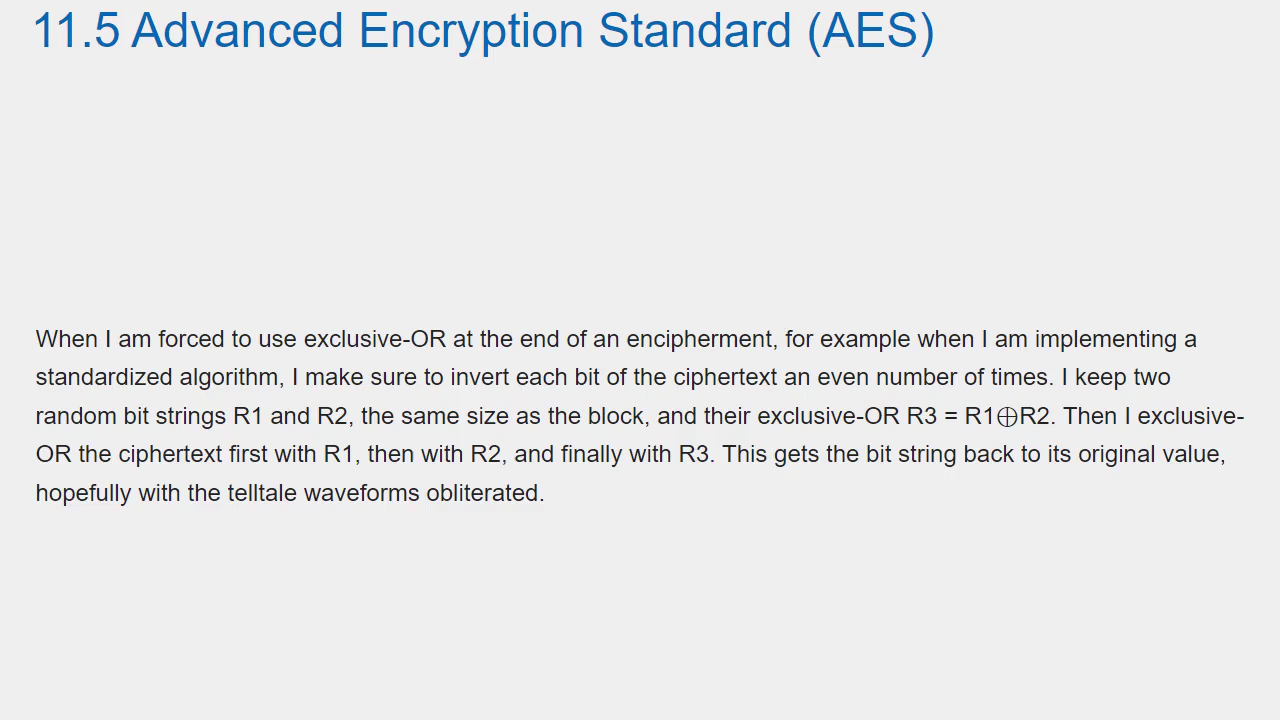 11.5 Advanced Encryption Standard (AES)
When I am forced to use exclusive-OR at the end of an encipherment, for example when I am implementing a
standardized algorithm, I make sure to invert each bit of the ciphertext an even number of times. I keep two
random bit strings R1 and R2, the same size as the block, and their exclusive-OR R3 = R1⨁R2. Then I exclusive-
OR the ciphertext first with R1, then with R2, and finally with R3. This gets the bit string back to its original value,
hopefully with the telltale waveforms obliterated.